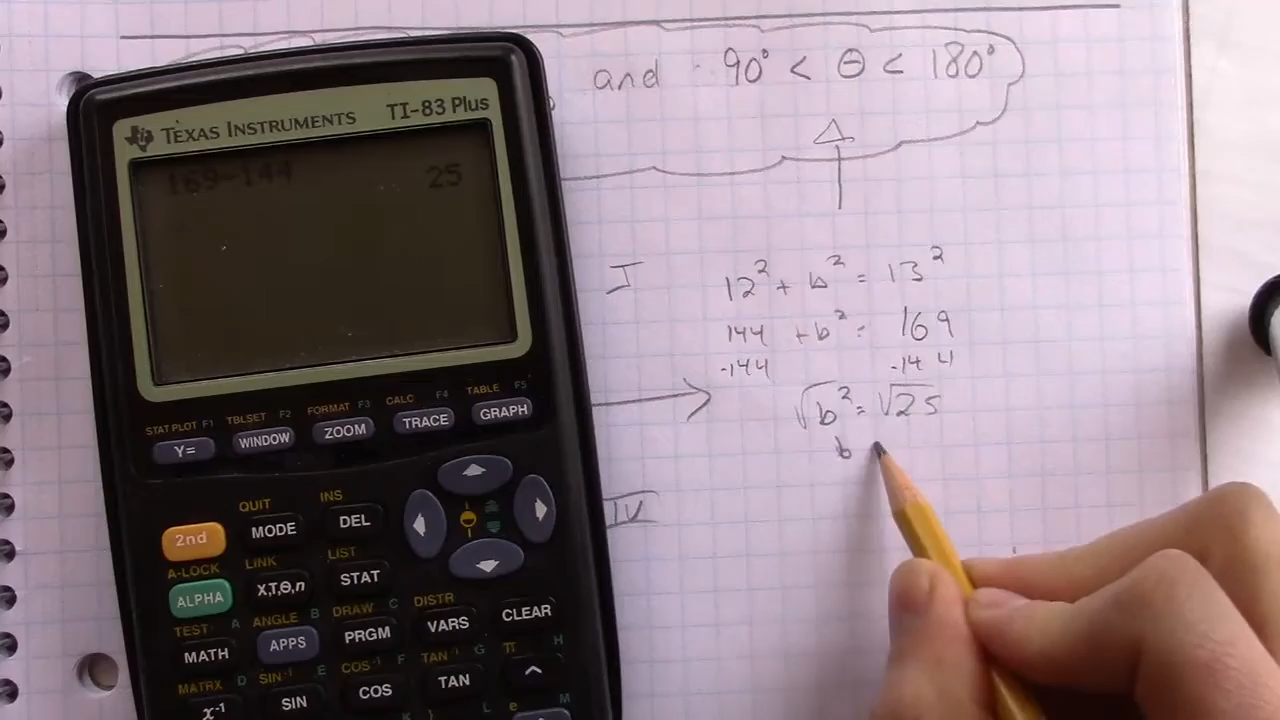 and 90° < θ < 180°
TEXAS INSTRUMENTS TI-83 Plus
169-144 25
I
12² + b² = 13²
144 + b² = 169
-144 -144
√b² = √25
b
IV
STAT PLOT F1 TBLSET F2 FORMAT F3 CALC F4 TABLE F5
Y= WINDOW ZOOM TRACE GRAPH
QUIT INS
2nd MODE DEL
A-LOCK LINK LIST
ALPHA X,T,Θ,n STAT
TEST A ANGLE B DRAW C DISTR
MATH APPS PRGM VARS CLEAR
MATRX D SIN⁻¹ E COS⁻¹ F TAN⁻¹ G π H
x⁻¹ SIN COS TAN ^
K L e M